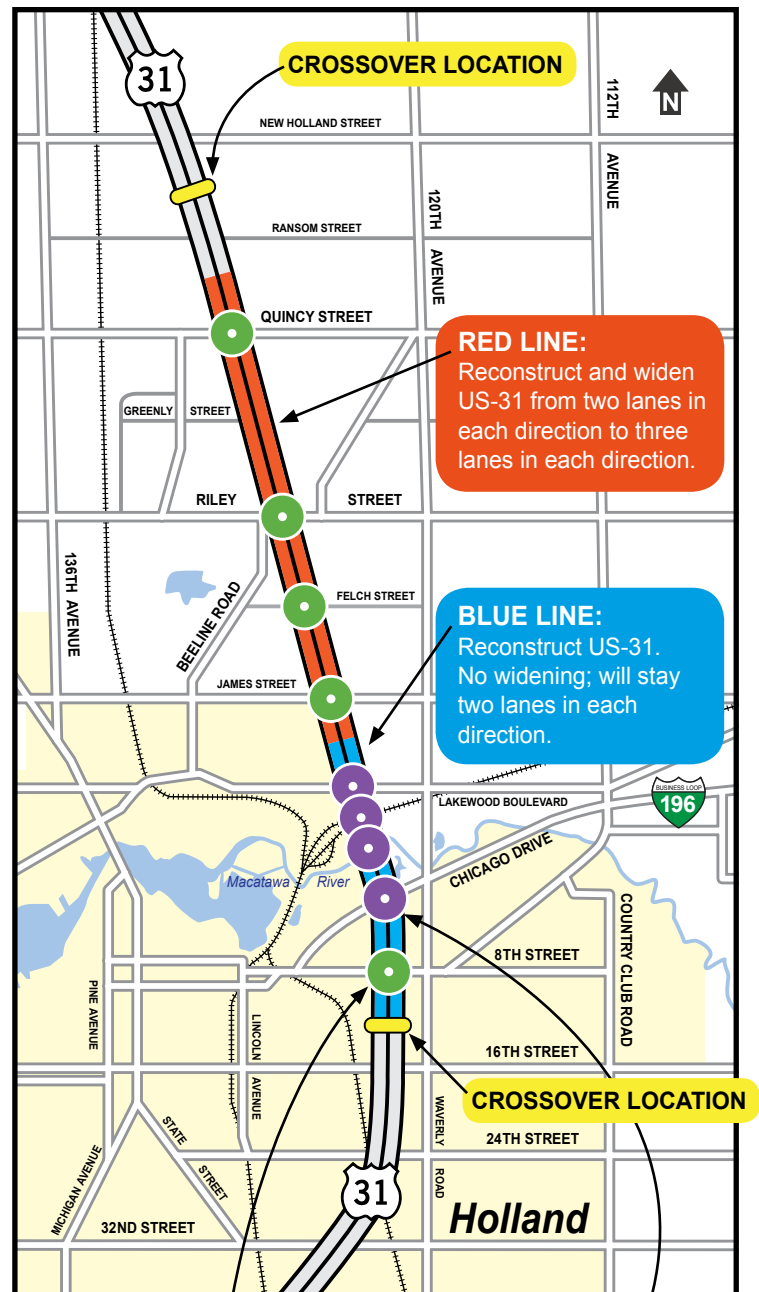 31
CROSSOVER LOCATION
N
112TH
AVENUE
NEW HOLLAND STREET
120TH
AVENUE
RANSOM STREET
QUINCY STREET
RED LINE:
Reconstruct and widen
US-31 from two lanes in
each direction to three
lanes in each direction.
GREENLY STREET
RILEY STREET
136TH AVENUE
BEELINE ROAD
FELCH STREET
BLUE LINE:
Reconstruct US-31.
No widening; will stay
two lanes in each
direction.
JAMES STREET
LAKEWOOD BOULEVARD
BUSINESS LOOP
196
CHICAGO DRIVE
Macatawa River
COUNTRY CLUB ROAD
8TH STREET
PINE AVENUE
LINCOLN
AVENUE
16TH STREET
CROSSOVER LOCATION
WAVERLY
ROAD
24TH STREET
STATE
STREET
MICHIGAN AVENUE
31
Holland
32ND STREET